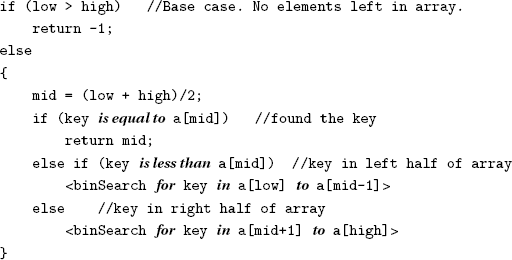 if (low > high)   //Base case. No elements left in array.
    return -1;
else
{
    mid = (low + high)/2;
    if (key is equal to a[mid])   //found the key
        return mid;
    else if (key is less than a[mid])  //key in left half of array
        <binSearch for key in a[low] to a[mid-1]>
    else    //key in right half of array
        <binSearch for key in a[mid+1] to a[high]>
}